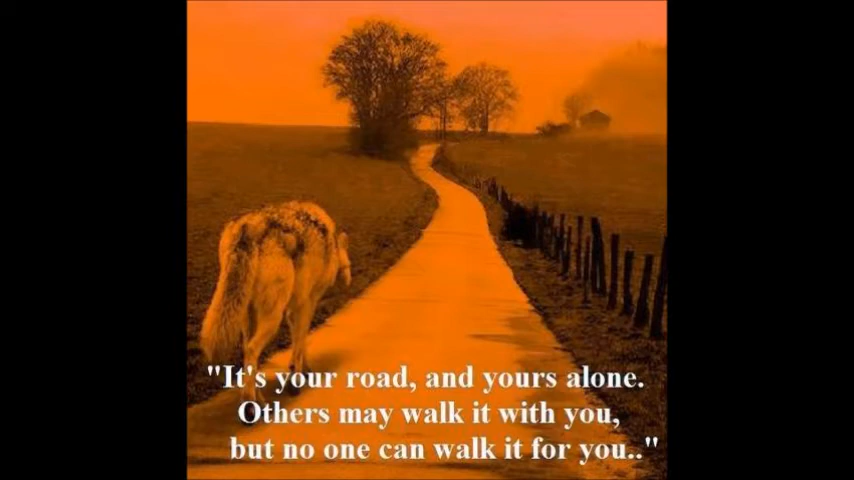 "It's your road, and yours alone.
Others may walk it with you,
but no one can walk it for you.."